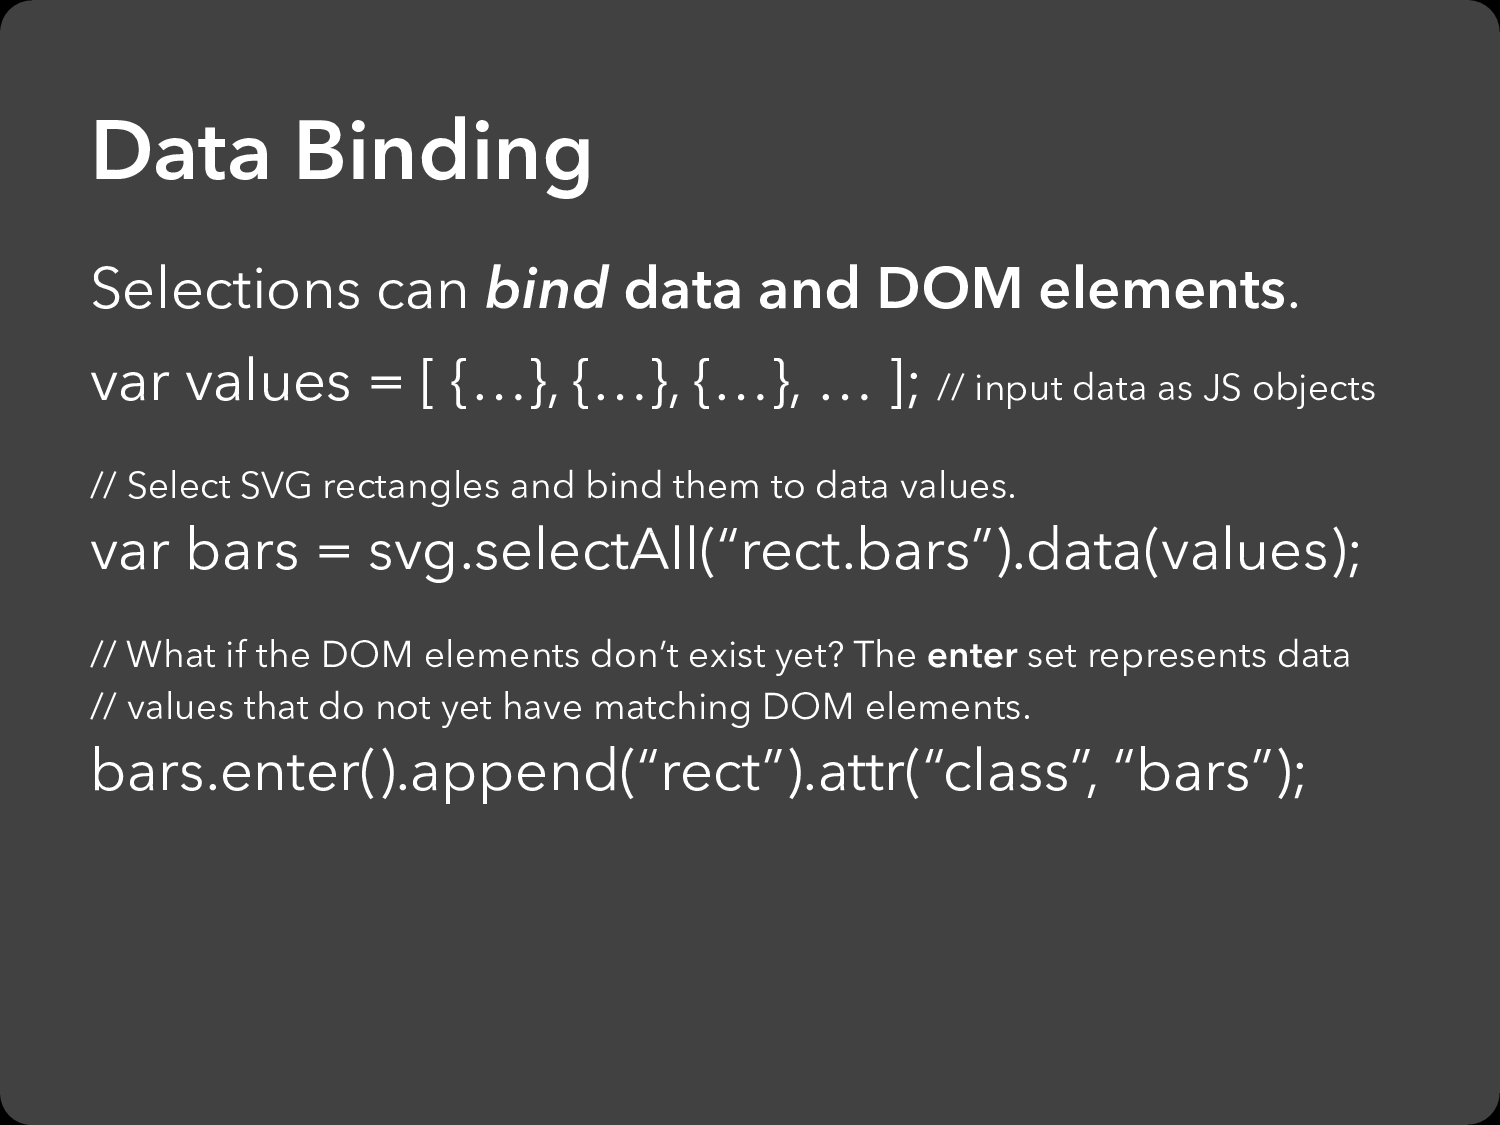 Data Binding
Selections can bind data and DOM elements.
var values = [ {…}, {…}, {…}, … ]; // input data as JS objects
// Select SVG rectangles and bind them to data values.
var bars = svg.selectAll(“rect.bars”).data(values);
// What if the DOM elements don’t exist yet? The enter set represents data
// values that do not yet have matching DOM elements.
bars.enter().append(“rect”).attr(“class”, “bars”);